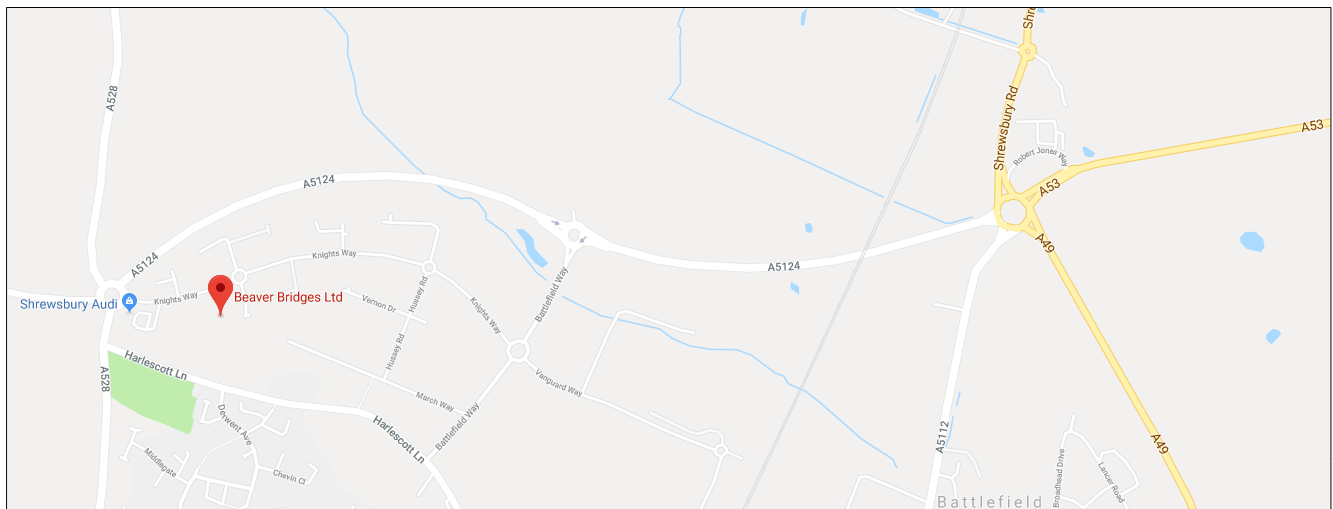 Shre
A528
Shrewsbury Rd
A53
Robert Jones Way
A53
A5124
A49
Knights Way
A5124
A5124
Hussey Rd
Battlefield Way
Knights Way
Beaver Bridges Ltd
Shrewsbury Audi
Vernon Dr
Knights Way
Hussey Rd
Harlescott Ln
A528
Vanguard Way
March Way
Derwent Ave
Battlefield Way
Harlescott Ln
A5112
A49
Middlegate
Chevin Ct
Broadhead Drive
Lancer Road
Battlefield